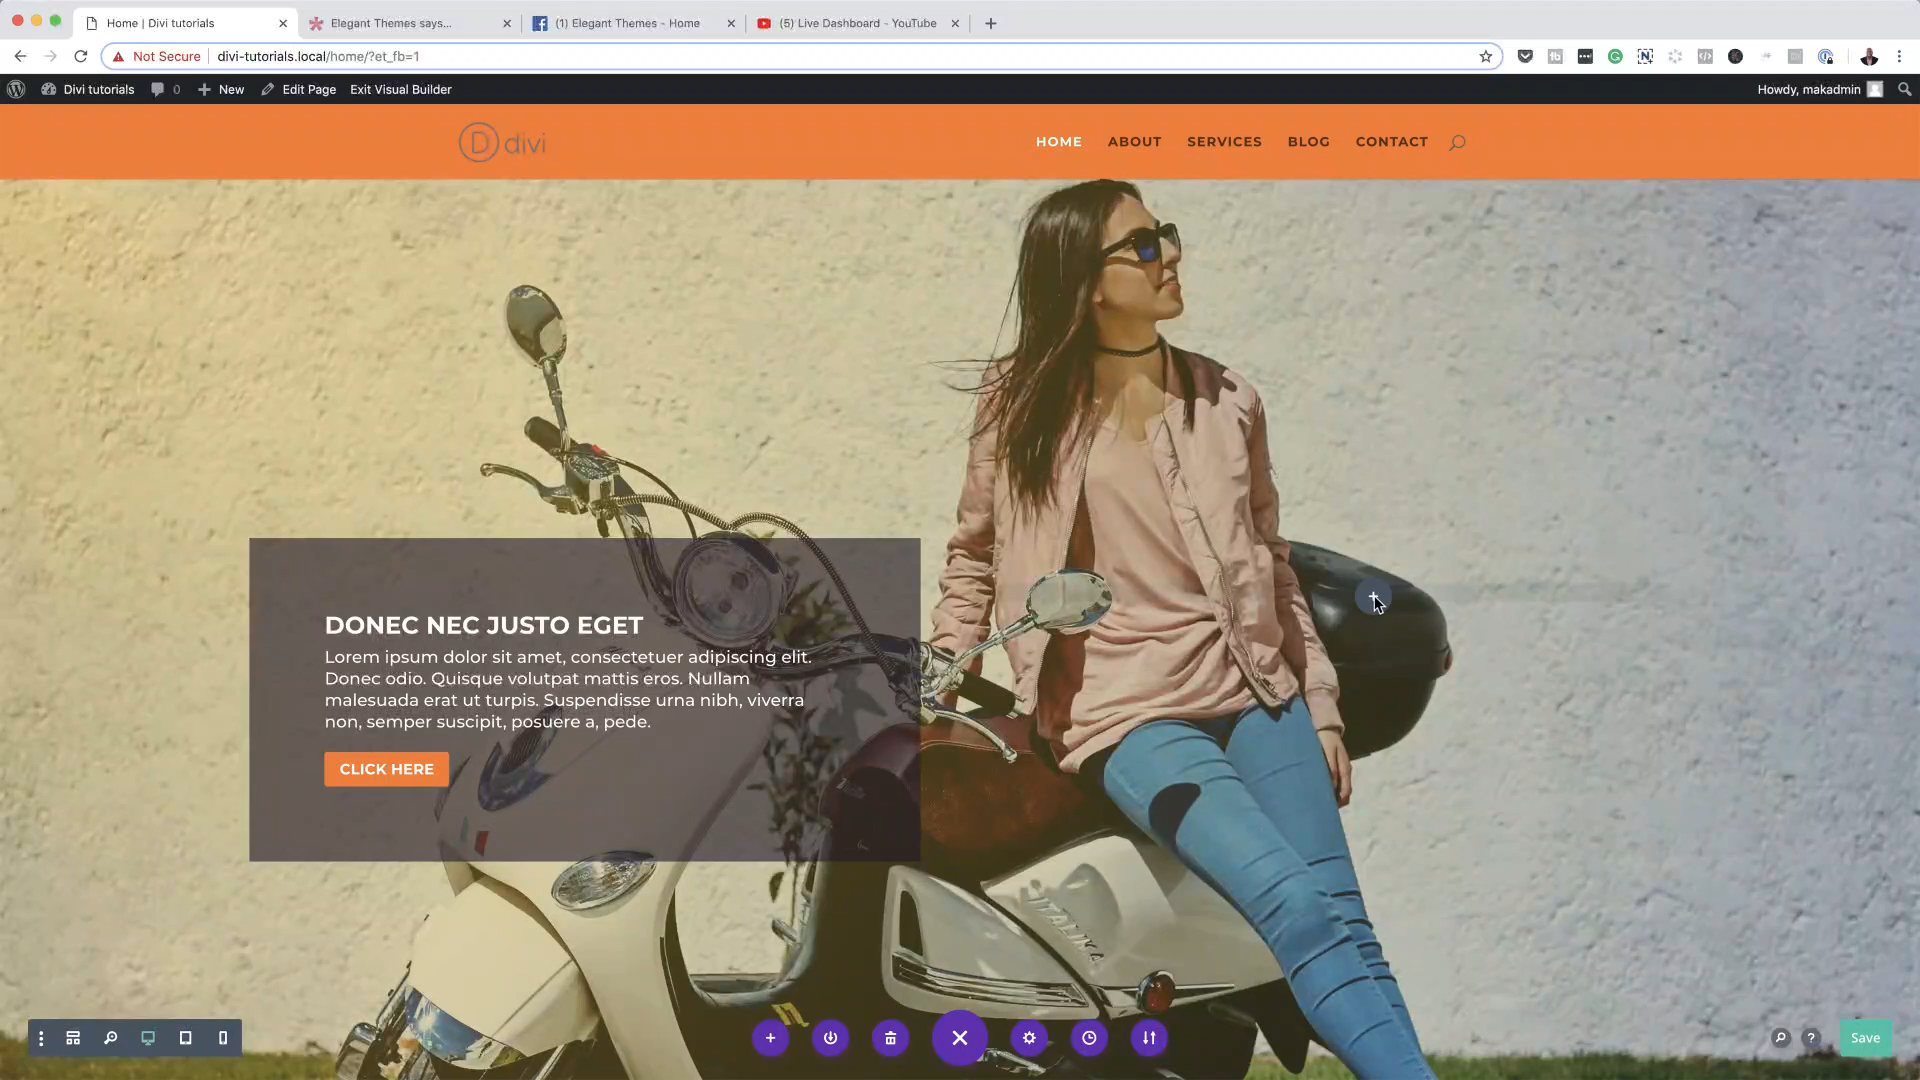 Home | Divi tutorials
Elegant Themes says...
(1) Elegant Themes - Home
(5) Live Dashboard - YouTube
Not Secure
divi-tutorials.local/home/?et_fb=1
Divi tutorials
0
New
Edit Page
Exit Visual Builder
Howdy, makadmin
D divi
HOME
ABOUT
SERVICES
BLOG
CONTACT
DONEC NEC JUSTO EGET
Lorem ipsum dolor sit amet, consectetuer adipiscing elit.
Donec odio. Quisque volutpat mattis eros. Nullam
malesuada erat ut turpis. Suspendisse urna nibh, viverra
non, semper suscipit, posuere a, pede.
CLICK HERE
ITALIKA
Save